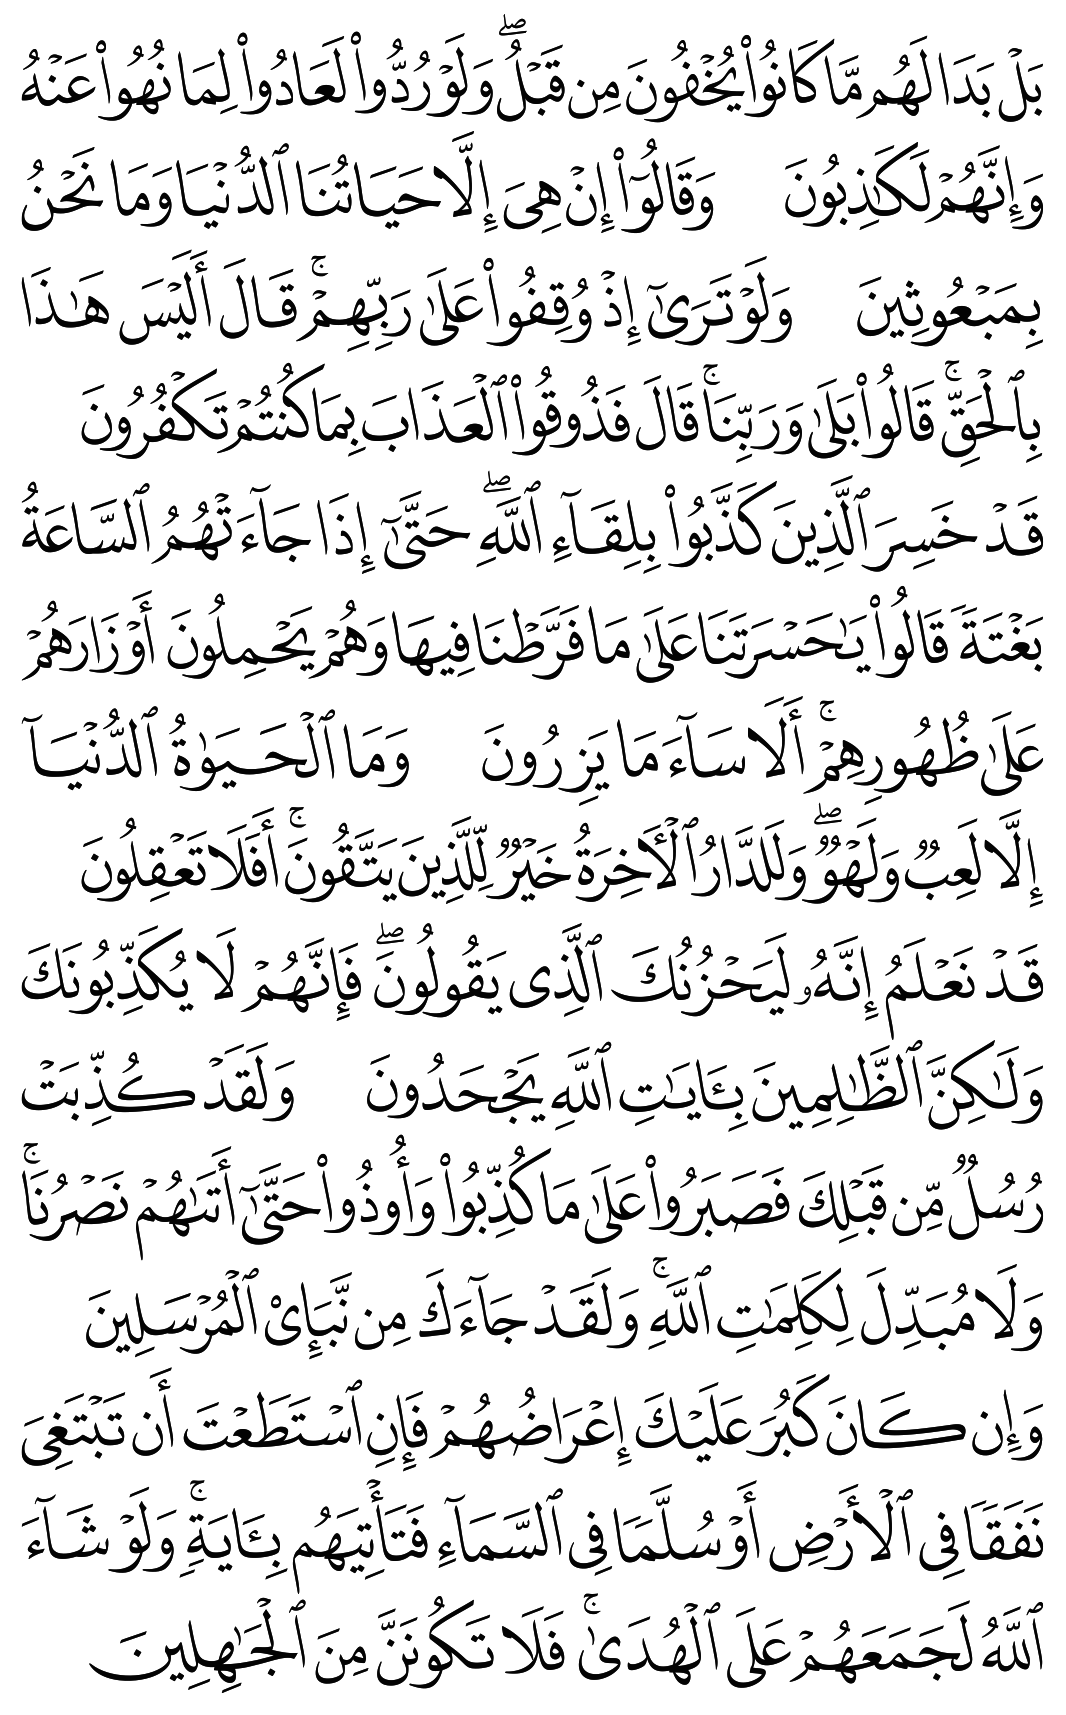 بَلْ بَدَا لَهُم مَّا كَانُوا۟ يُخْفُونَ مِن قَبْلُ ۖ وَلَوْ رُدُّوا۟ لَعَادُوا۟ لِمَا نُهُوا۟ عَنْهُ
وَإِنَّهُمْ لَكَـٰذِبُونَ وَقَالُوٓا۟ إِنْ هِىَ إِلَّا حَيَاتُنَا ٱلدُّنْيَا وَمَا نَحْنُ
بِمَبْعُوثِينَ وَلَوْ تَرَىٰٓ إِذْ وُقِفُوا۟ عَلَىٰ رَبِّهِمْ ۚ قَالَ أَلَيْسَ هَـٰذَا
بِٱلْحَقِّ ۚ قَالُوا۟ بَلَىٰ وَرَبِّنَا ۚ قَالَ فَذُوقُوا۟ ٱلْعَذَابَ بِمَا كُنتُمْ تَكْفُرُونَ
قَدْ خَسِرَ ٱلَّذِينَ كَذَّبُوا۟ بِلِقَآءِ ٱللَّهِ ۖ حَتَّىٰٓ إِذَا جَآءَتْهُمُ ٱلسَّاعَةُ
بَغْتَةً قَالُوا۟ يَـٰحَسْرَتَنَا عَلَىٰ مَا فَرَّطْنَا فِيهَا وَهُمْ يَحْمِلُونَ أَوْزَارَهُمْ
عَلَىٰ ظُهُورِهِمْ ۚ أَلَا سَآءَ مَا يَزِرُونَ وَمَا ٱلْحَيَوٰةُ ٱلدُّنْيَآ
إِلَّا لَعِبٌ وَلَهْوٌ ۖ وَلَلدَّارُ ٱلْـَٔاخِرَةُ خَيْرٌ لِّلَّذِينَ يَتَّقُونَ ۚ أَفَلَا تَعْقِلُونَ
قَدْ نَعْلَمُ إِنَّهُۥ لَيَحْزُنُكَ ٱلَّذِى يَقُولُونَ ۖ فَإِنَّهُمْ لَا يُكَذِّبُونَكَ
وَلَـٰكِنَّ ٱلظَّـٰلِمِينَ بِـَٔايَـٰتِ ٱللَّهِ يَجْحَدُونَ وَلَقَدْ كُذِّبَتْ
رُسُلٌ مِّن قَبْلِكَ فَصَبَرُوا۟ عَلَىٰ مَا كُذِّبُوا۟ وَأُوذُوا۟ حَتَّىٰٓ أَتَىٰهُمْ نَصْرُنَا ۚ
وَلَا مُبَدِّلَ لِكَلِمَـٰتِ ٱللَّهِ ۚ وَلَقَدْ جَآءَكَ مِن نَّبَإِى۟ ٱلْمُرْسَلِينَ
وَإِن كَانَ كَبُرَ عَلَيْكَ إِعْرَاضُهُمْ فَإِنِ ٱسْتَطَعْتَ أَن تَبْتَغِىَ
نَفَقًا فِى ٱلْأَرْضِ أَوْ سُلَّمًا فِى ٱلسَّمَآءِ فَتَأْتِيَهُم بِـَٔايَةٍ ۚ وَلَوْ شَآءَ
ٱللَّهُ لَجَمَعَهُمْ عَلَى ٱلْهُدَىٰ ۚ فَلَا تَكُونَنَّ مِنَ ٱلْجَـٰهِلِينَ